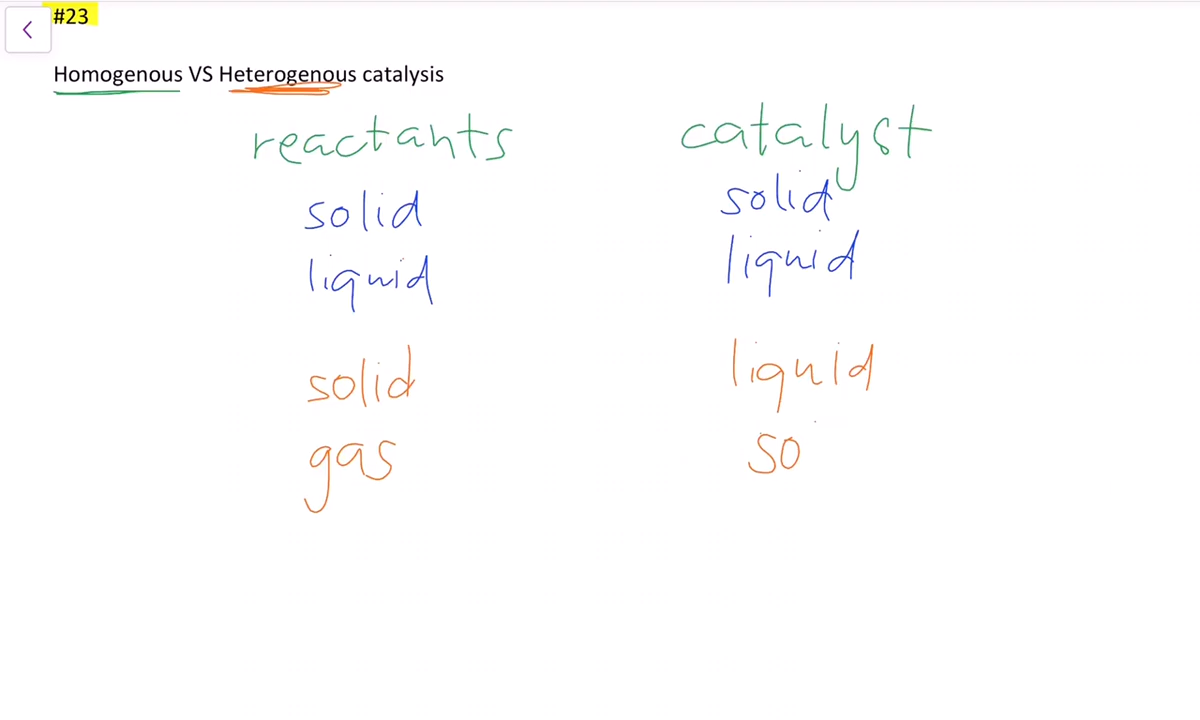 #23
Homogenous VS Heterogenous catalysis
reactants catalyst
solid solid
liquid liquid
solid liquid
gas so